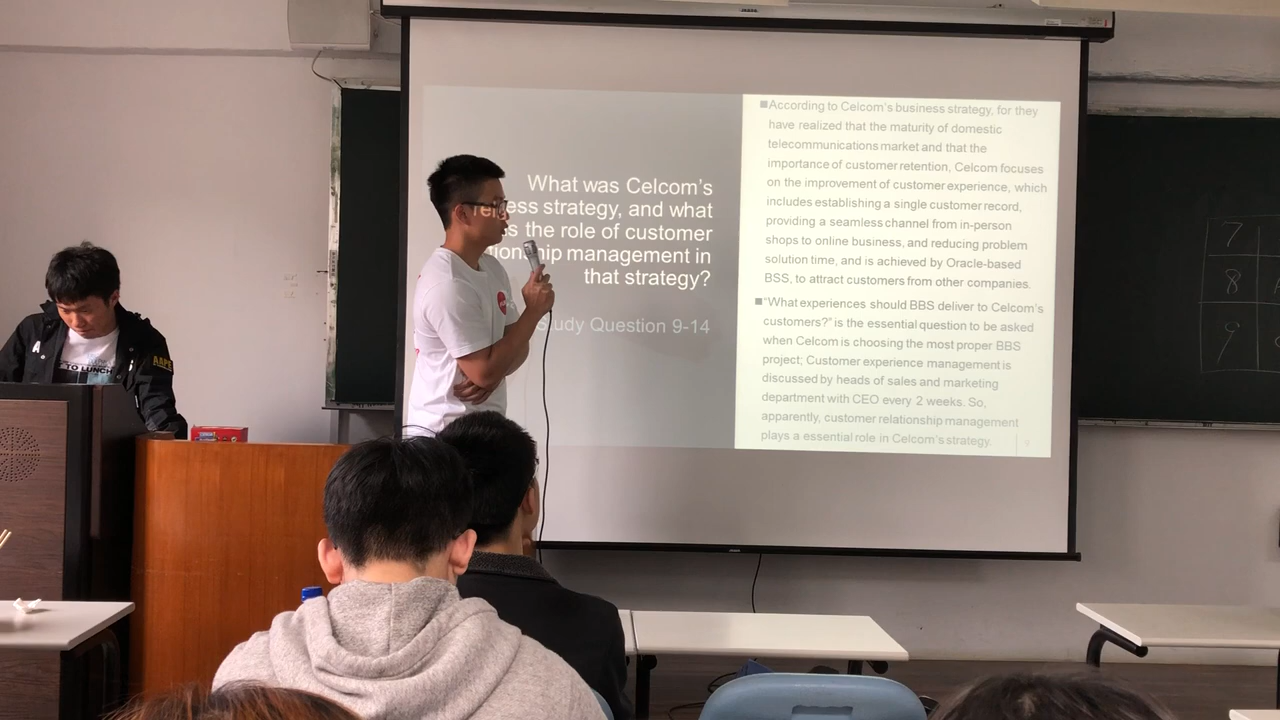 What was Celcom's
ness strategy, and what
es the role of customer
tionship management in
that strategy?
Study Question 9-14
■According to Celcom's business strategy, for they
have realized that the maturity of domestic
telecommunications market and that the
importance of customer retention, Celcom focuses
on the improvement of customer experience, which
includes establishing a single customer record,
providing a seamless channel from in-person
shops to online business, and reducing problem
solution time, and is achieved by Oracle-based
BSS, to attract customers from other companies.
■"What experiences should BBS deliver to Celcom's
customers?" is the essential question to be asked
when Celcom is choosing the most proper BBS
project; Customer experience management is
discussed by heads of sales and marketing
department with CEO every 2 weeks. So,
apparently, customer relationship management
plays a essential role in Celcom's strategy.
9
A
TO LUNCH
AAPE
7
8
9